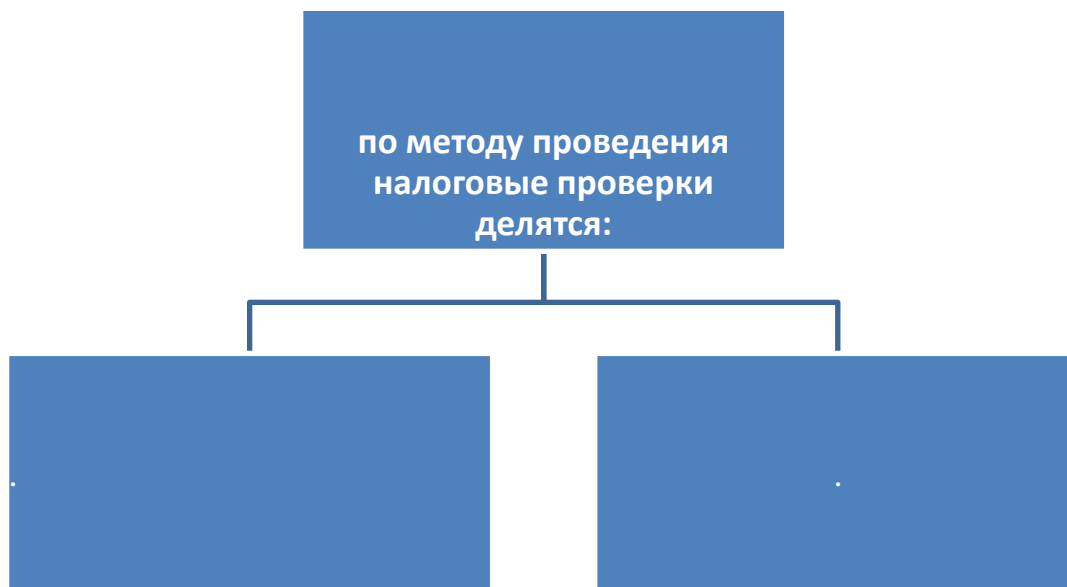 по методу проведения
налоговые проверки
делятся:
.
.